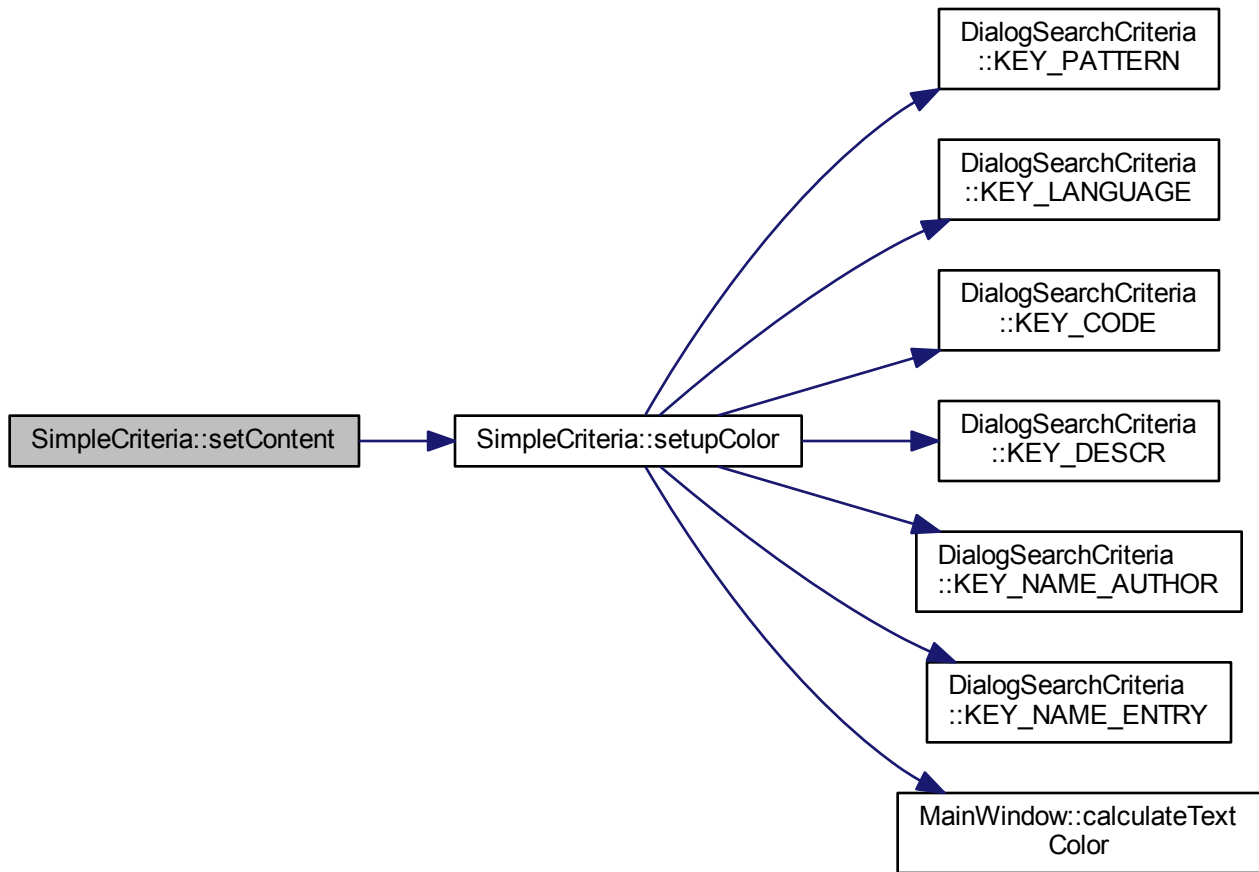 DialogSearchCriteria
::KEY_PATTERN
DialogSearchCriteria
::KEY_LANGUAGE
DialogSearchCriteria
::KEY_CODE
SimpleCriteria::setContent
SimpleCriteria::setupColor
DialogSearchCriteria
::KEY_DESCR
DialogSearchCriteria
::KEY_NAME_AUTHOR
DialogSearchCriteria
::KEY_NAME_ENTRY
MainWindow::calculateText
Color